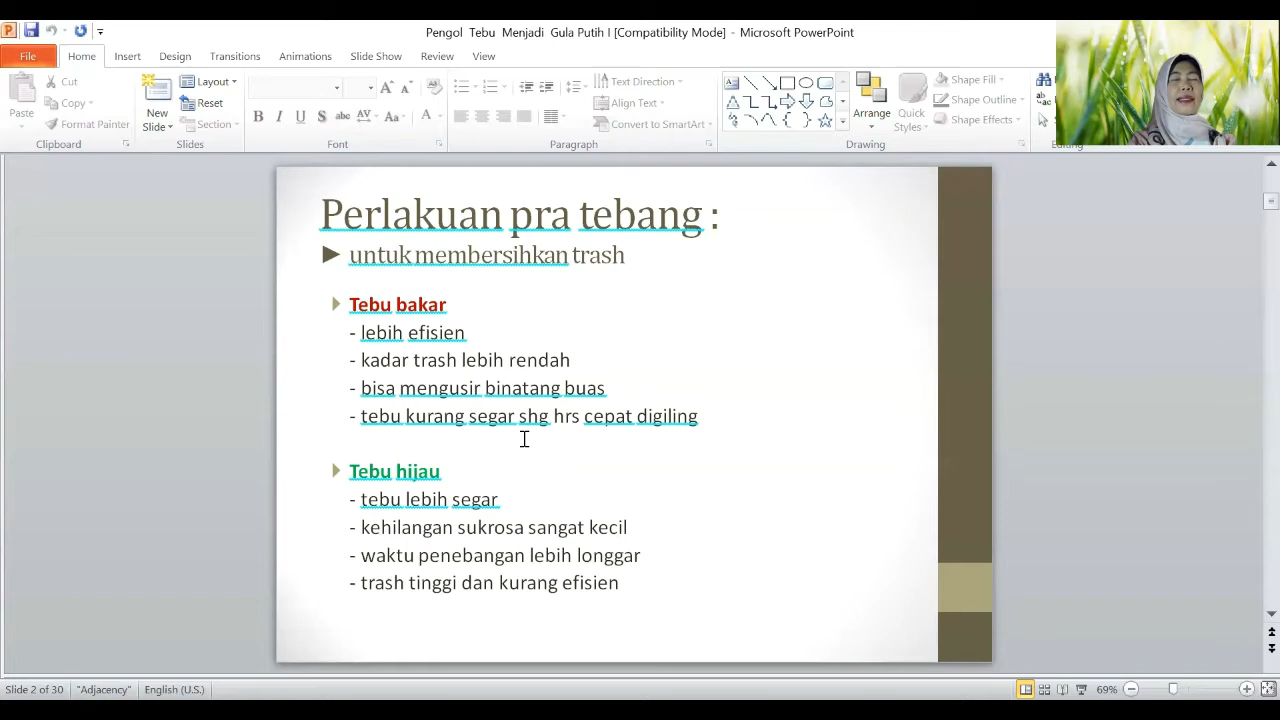 Pengol Tebu Menjadi Gula Putih I [Compatibility Mode] - Microsoft PowerPoint
File Home Insert Design Transitions Animations Slide Show Review View
Paste
Cut
Copy
Format Painter
Clipboard
New Slide
Layout
Reset
Section
Slides
B I U S abc AV Aa A
Font
Text Direction
Align Text
Convert to SmartArt
Paragraph
Arrange
Quick Styles
Shape Fill
Shape Outline
Shape Effects
Drawing
Editing
Perlakuan pra tebang :
► untuk membersihkan trash
Tebu bakar
- lebih efisien
- kadar trash lebih rendah
- bisa mengusir binatang buas
- tebu kurang segar shg hrs cepat digiling
Tebu hijau
- tebu lebih segar
- kehilangan sukrosa sangat kecil
- waktu penebangan lebih longgar
- trash tinggi dan kurang efisien
Slide 2 of 30 "Adjacency" English (U.S.) 69%